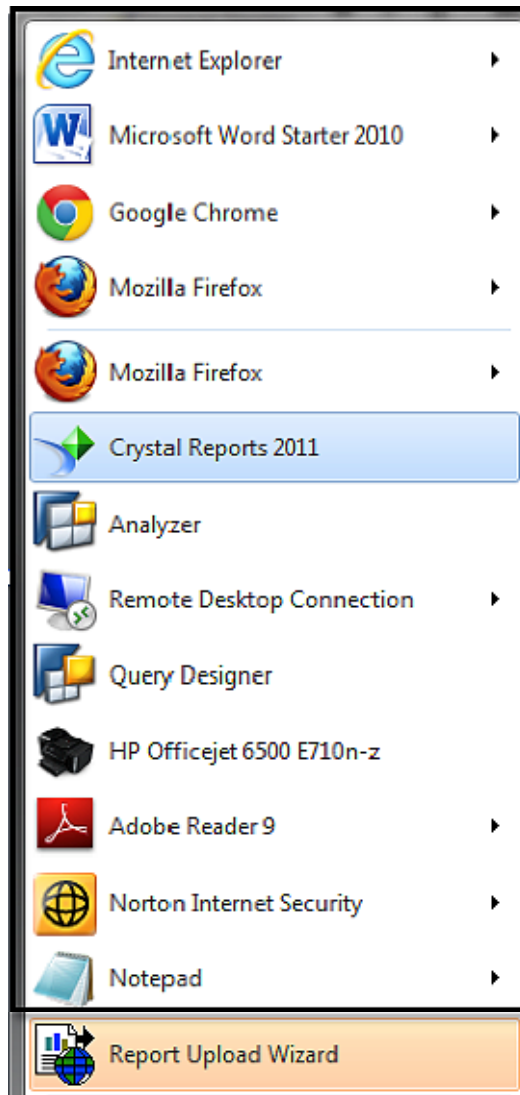 Internet Explorer
Microsoft Word Starter 2010
Google Chrome
Mozilla Firefox
Mozilla Firefox
Crystal Reports 2011
Analyzer
Remote Desktop Connection
Query Designer
HP Officejet 6500 E710n-z
Adobe Reader 9
Norton Internet Security
Notepad
Report Upload Wizard